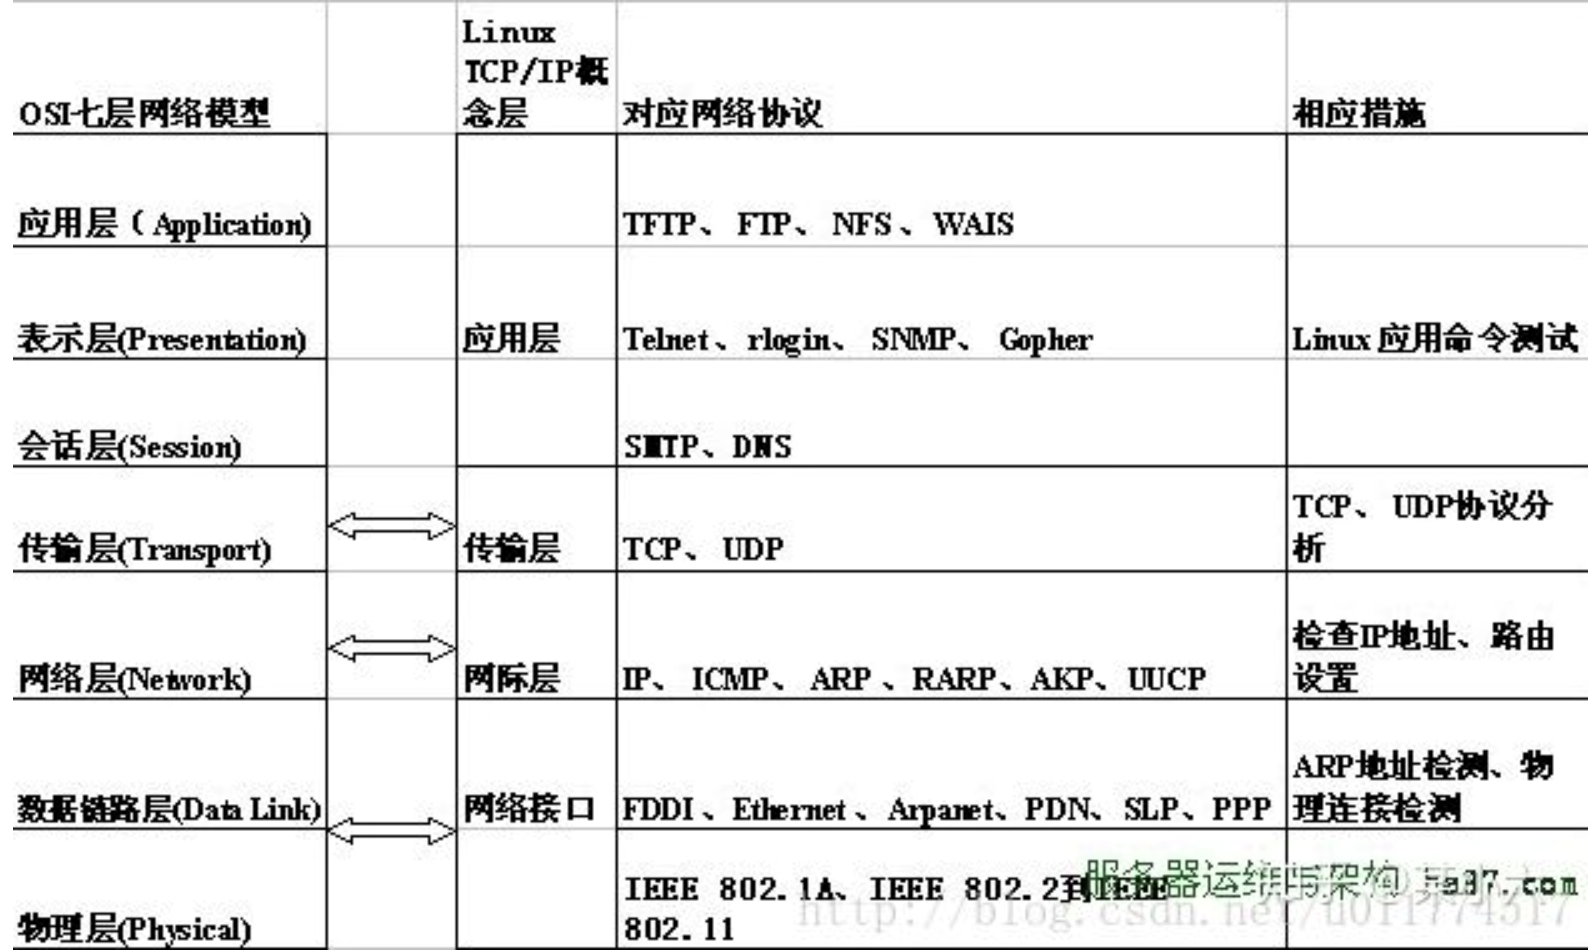 Linux
TCP/IP概
念层
OSI七层网络模型
对应网络协议
相应措施
应用层（Application)
TFTP、 FTP、 NFS、 WAIS
表示层(Presentation)
应用层
Telnet、rlogin、 SNMP、 Gopher
Linux 应用命令测试
会话层(Session)
SMTP、DNS
传输层(Transport)
传输层
TCP、 UDP
TCP、 UDP协议分
析
网络层(Network)
网际层
IP、 ICMP、 ARP、RARP、AKP、UUCP
检查IP地址、路由
设置
数据链路层(Data Link)
网络接口
FDDI、Ethernet、Arpanet、PDN、SLP、PPP
ARP地址检测、物
理连接检测
物理层(Physical)
IEEE 802.1A、IEEE 802.2到IEEE
802.11
服务器运维与架构
http://blog.csdn.net/u011774517